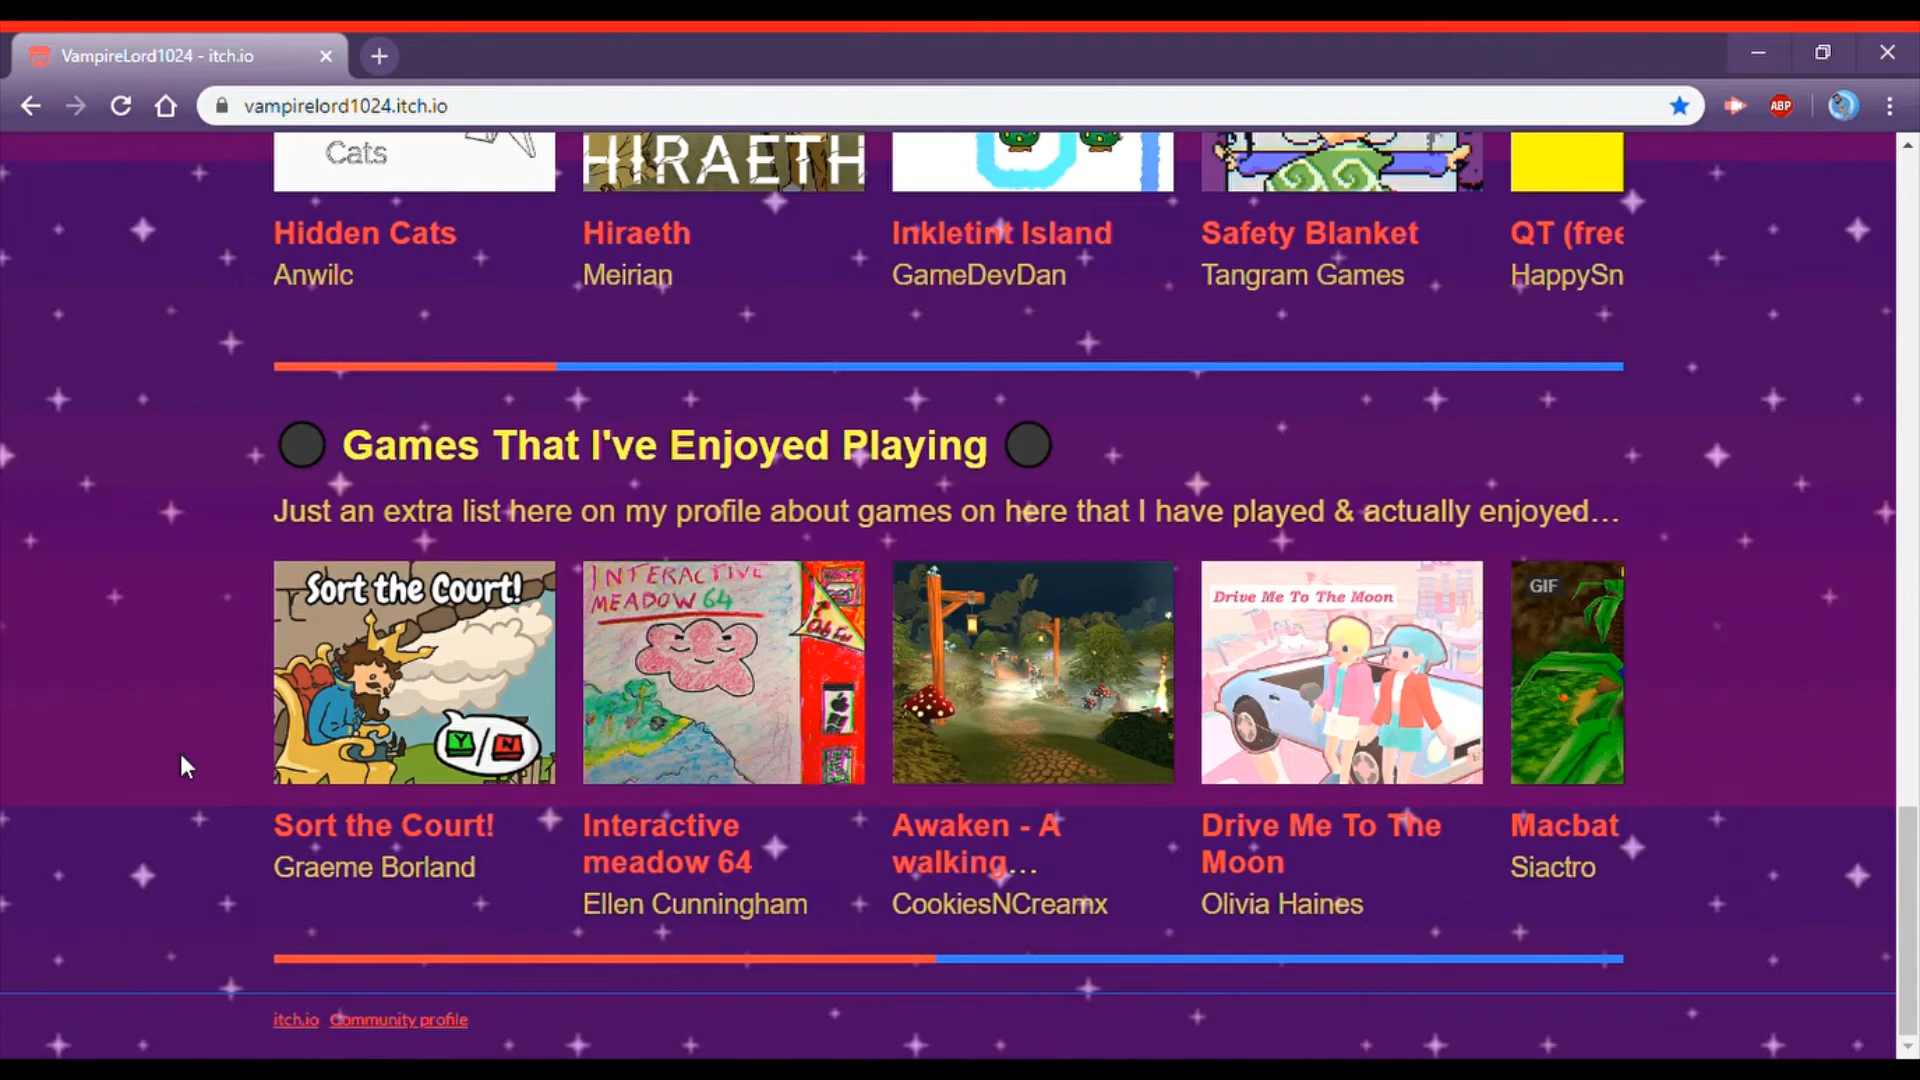 VampireLord1024 - itch.io
vampirelord1024.itch.io
ABP
Cats
HIRAETH
Hidden Cats
Hiraeth
Inkletint Island
Safety Blanket
QT (free
Anwilc
Meirian
GameDevDan
Tangram Games
HappySn
Games That I've Enjoyed Playing
Just an extra list here on my profile about games on here that I have played & actually enjoyed...
Sort the Court!
Y/N
INTERACTIVE
MEADOW 64
Drive Me To The Moon
GIF
Sort the Court!
Graeme Borland
Interactive
meadow 64
Ellen Cunningham
Awaken - A
walking...
CookiesNCreamx
Drive Me To The
Moon
Olivia Haines
Macbat
Siactro
itch.io Community profile